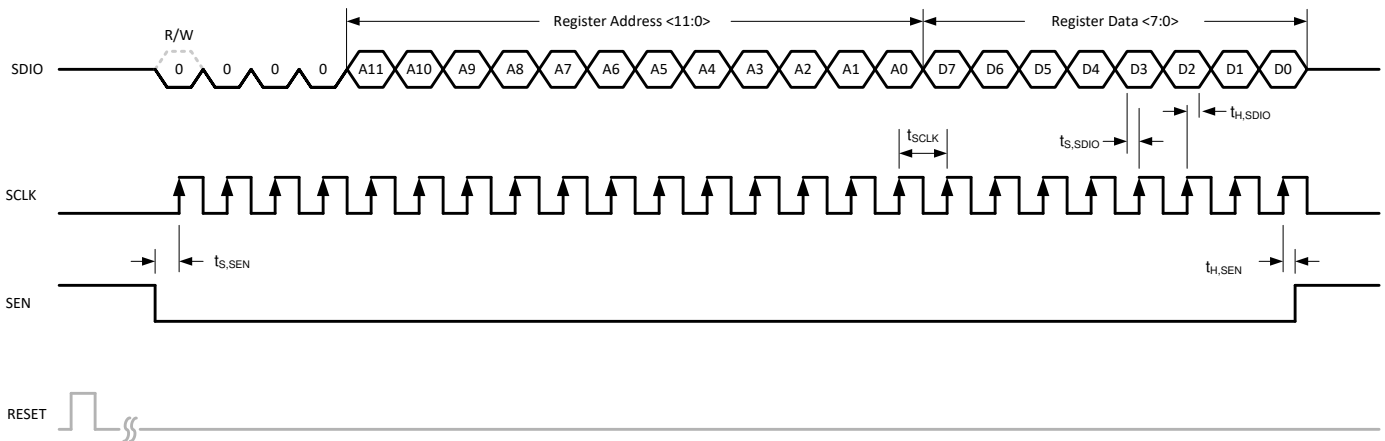 Register Address <11:0>
Register Data <7:0>
R/W
SDIO
0 0 0 0 A11 A10 A9 A8 A7 A6 A5 A4 A3 A2 A1 A0 D7 D6 D5 D4 D3 D2 D1 D0
tH,SDIO
tSCLK
tS,SDIO
SCLK
tS,SEN
tH,SEN
SEN
RESET